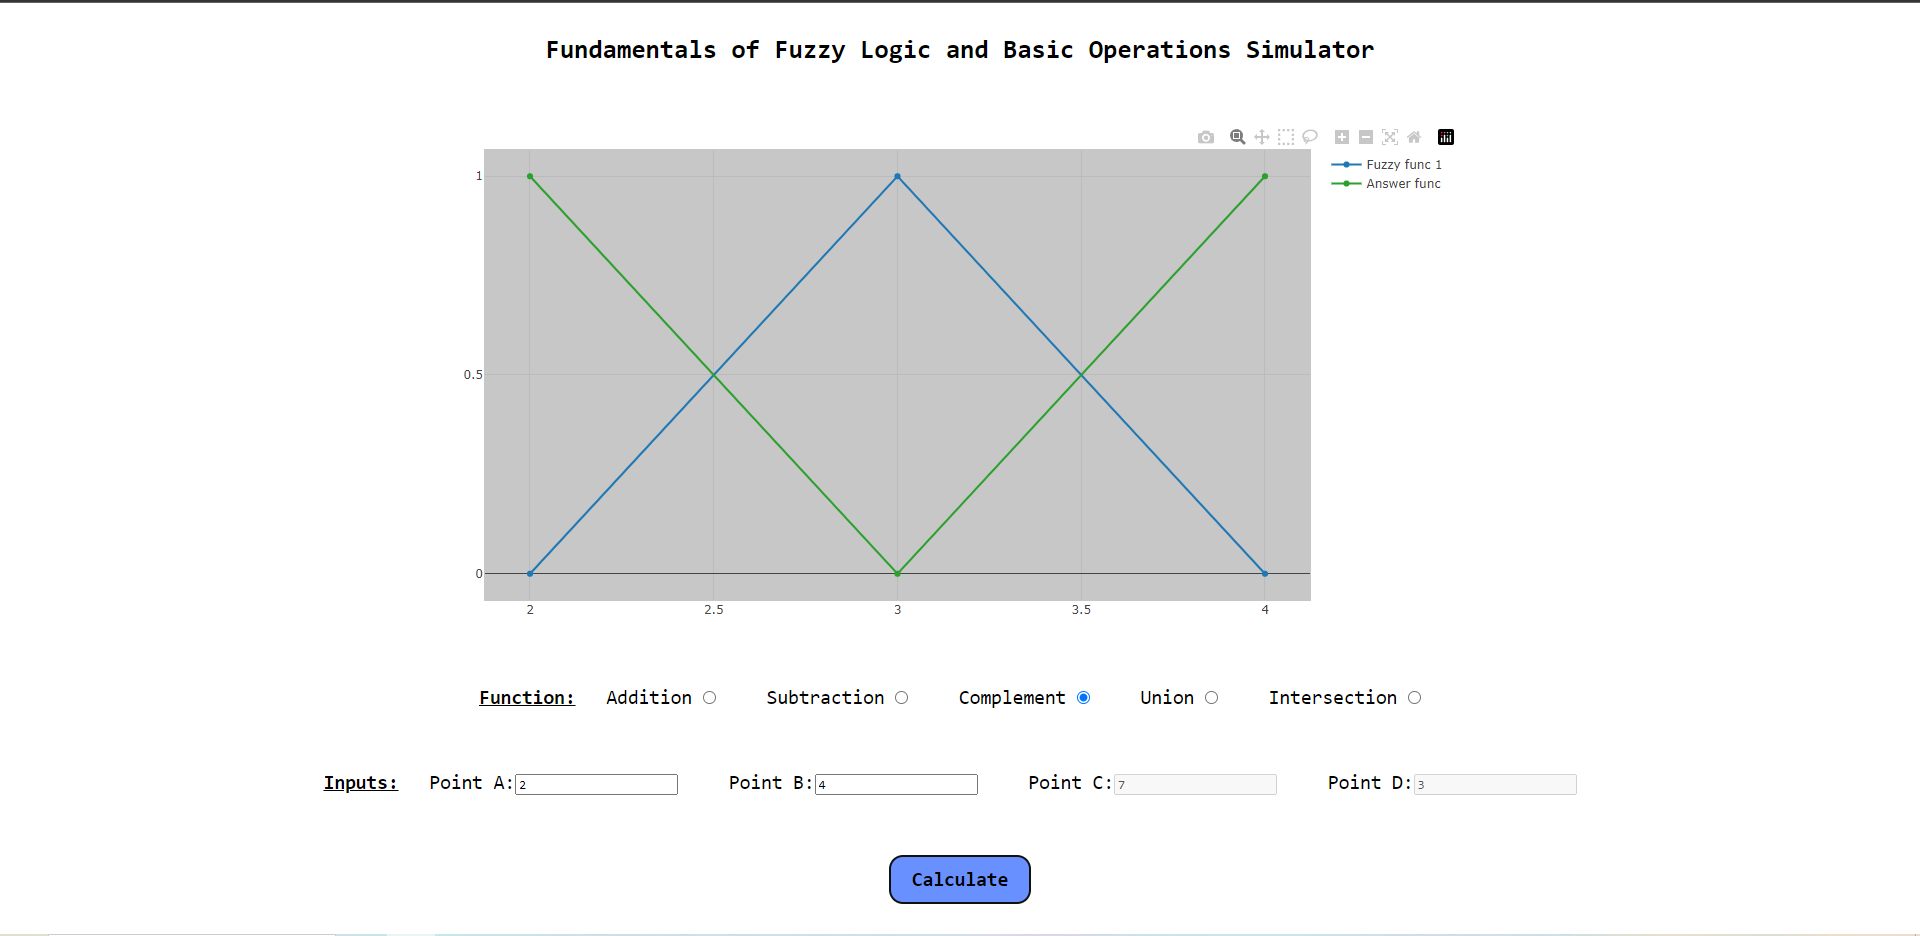 Fundamentals of Fuzzy Logic and Basic Operations Simulator
Fuzzy func 1
Answer func
1
0.5
0
2 2.5 3 3.5 4
Function: Addition Subtraction Complement Union Intersection
Inputs: Point A: 2 Point B: 4 Point C: 7 Point D: 3
Calculate